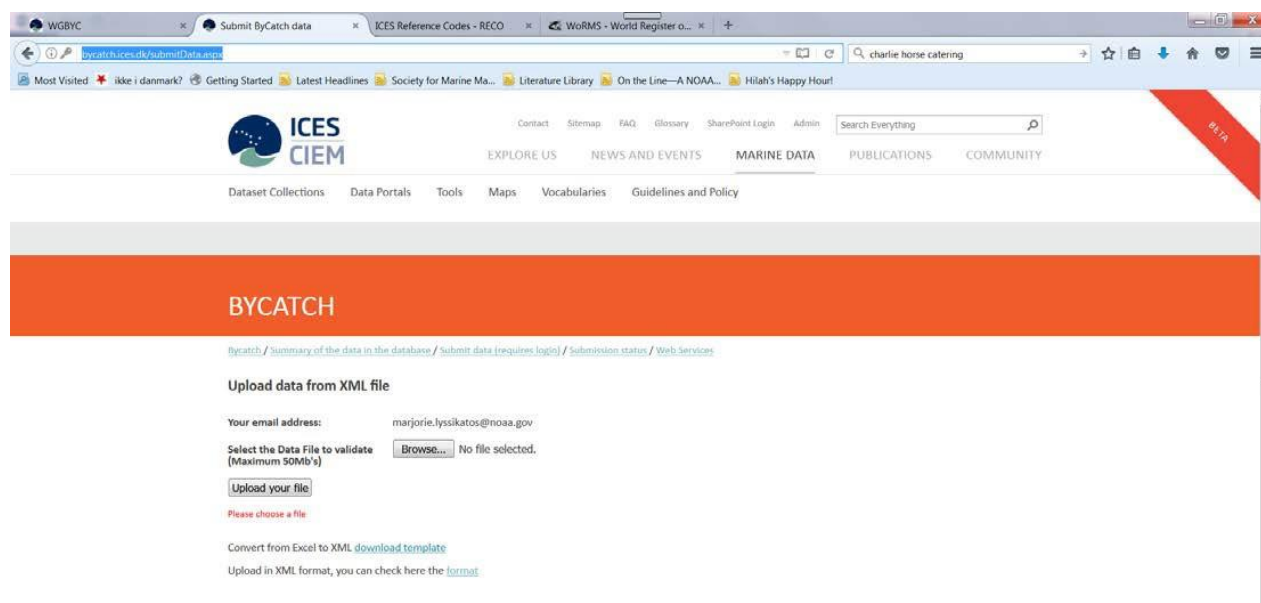 WGBYC
Submit ByCatch data
ICES Reference Codes - RECO
WoRMS - World Register o...
bycatch.ices.dk/submitData.aspx
charlie horse catering
Most Visited ikke i danmark? Getting Started Latest Headlines Society for Marine Ma... Literature Library On the Line—A NOAA... Hilah's Happy Hour!
ICES
CIEM
Contact Sitemap FAQ Glossary SharePoint Login Admin Search Everything
EXPLORE US NEWS AND EVENTS MARINE DATA PUBLICATIONS COMMUNITY
BETA
Dataset Collections Data Portals Tools Maps Vocabularies Guidelines and Policy
BYCATCH
Bycatch / Summary of the data in the database / Submit data (requires login) / Submission status / Web Services
Upload data from XML file
Your email address: marjorie.lyssikatos@noaa.gov
Select the Data File to validate Browse... No file selected.
(Maximum 50Mb's)
Upload your file
Please choose a file
Convert from Excel to XML download template
Upload in XML format, you can check here the format